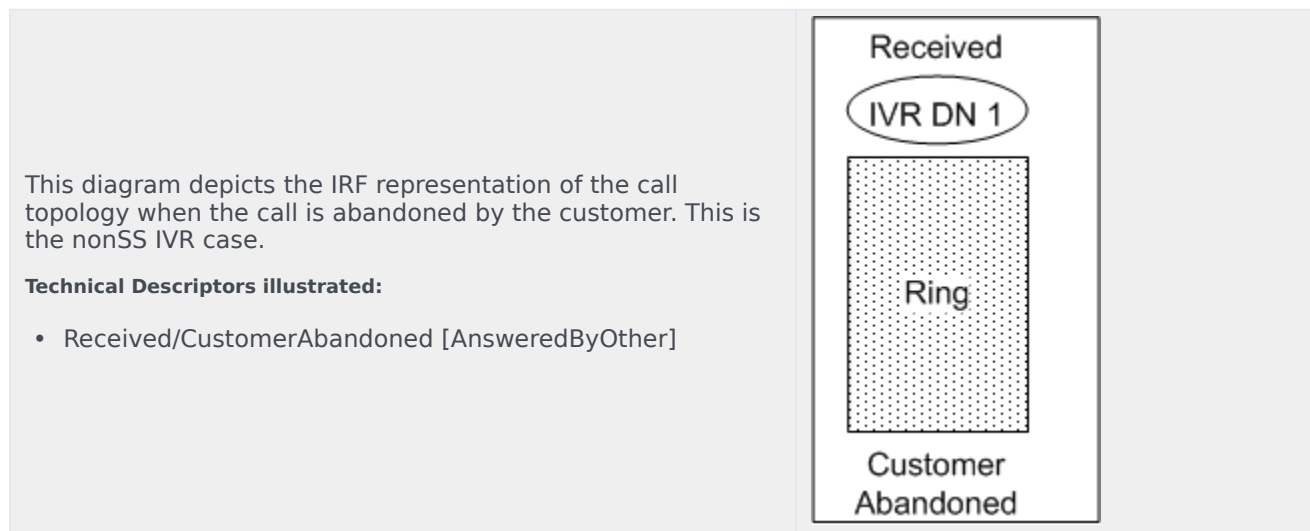 This diagram depicts the IRF representation of the call
topology when the call is abandoned by the customer. This is
the nonSS IVR case.
Technical Descriptors illustrated:
• Received/CustomerAbandoned [AnsweredByOther]
Received
IVR DN 1
Ring
Customer
Abandoned